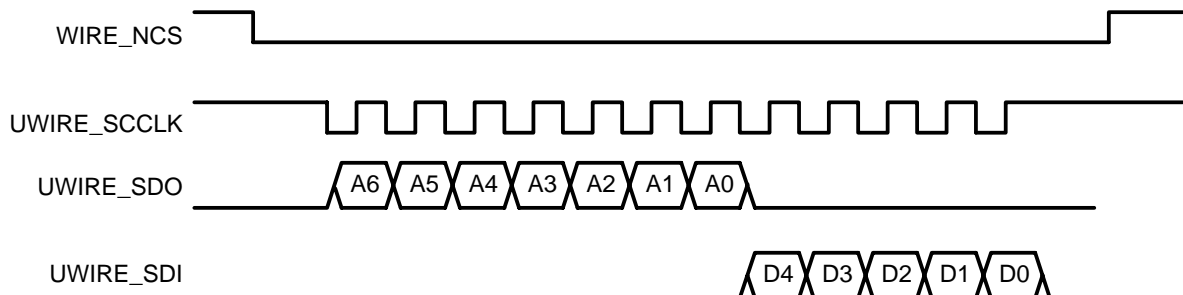 WIRE_NCS
UWIRE_SCCLK
UWIRE_SDO A6 A5 A4 A3 A2 A1 A0
UWIRE_SDI D4 D3 D2 D1 D0